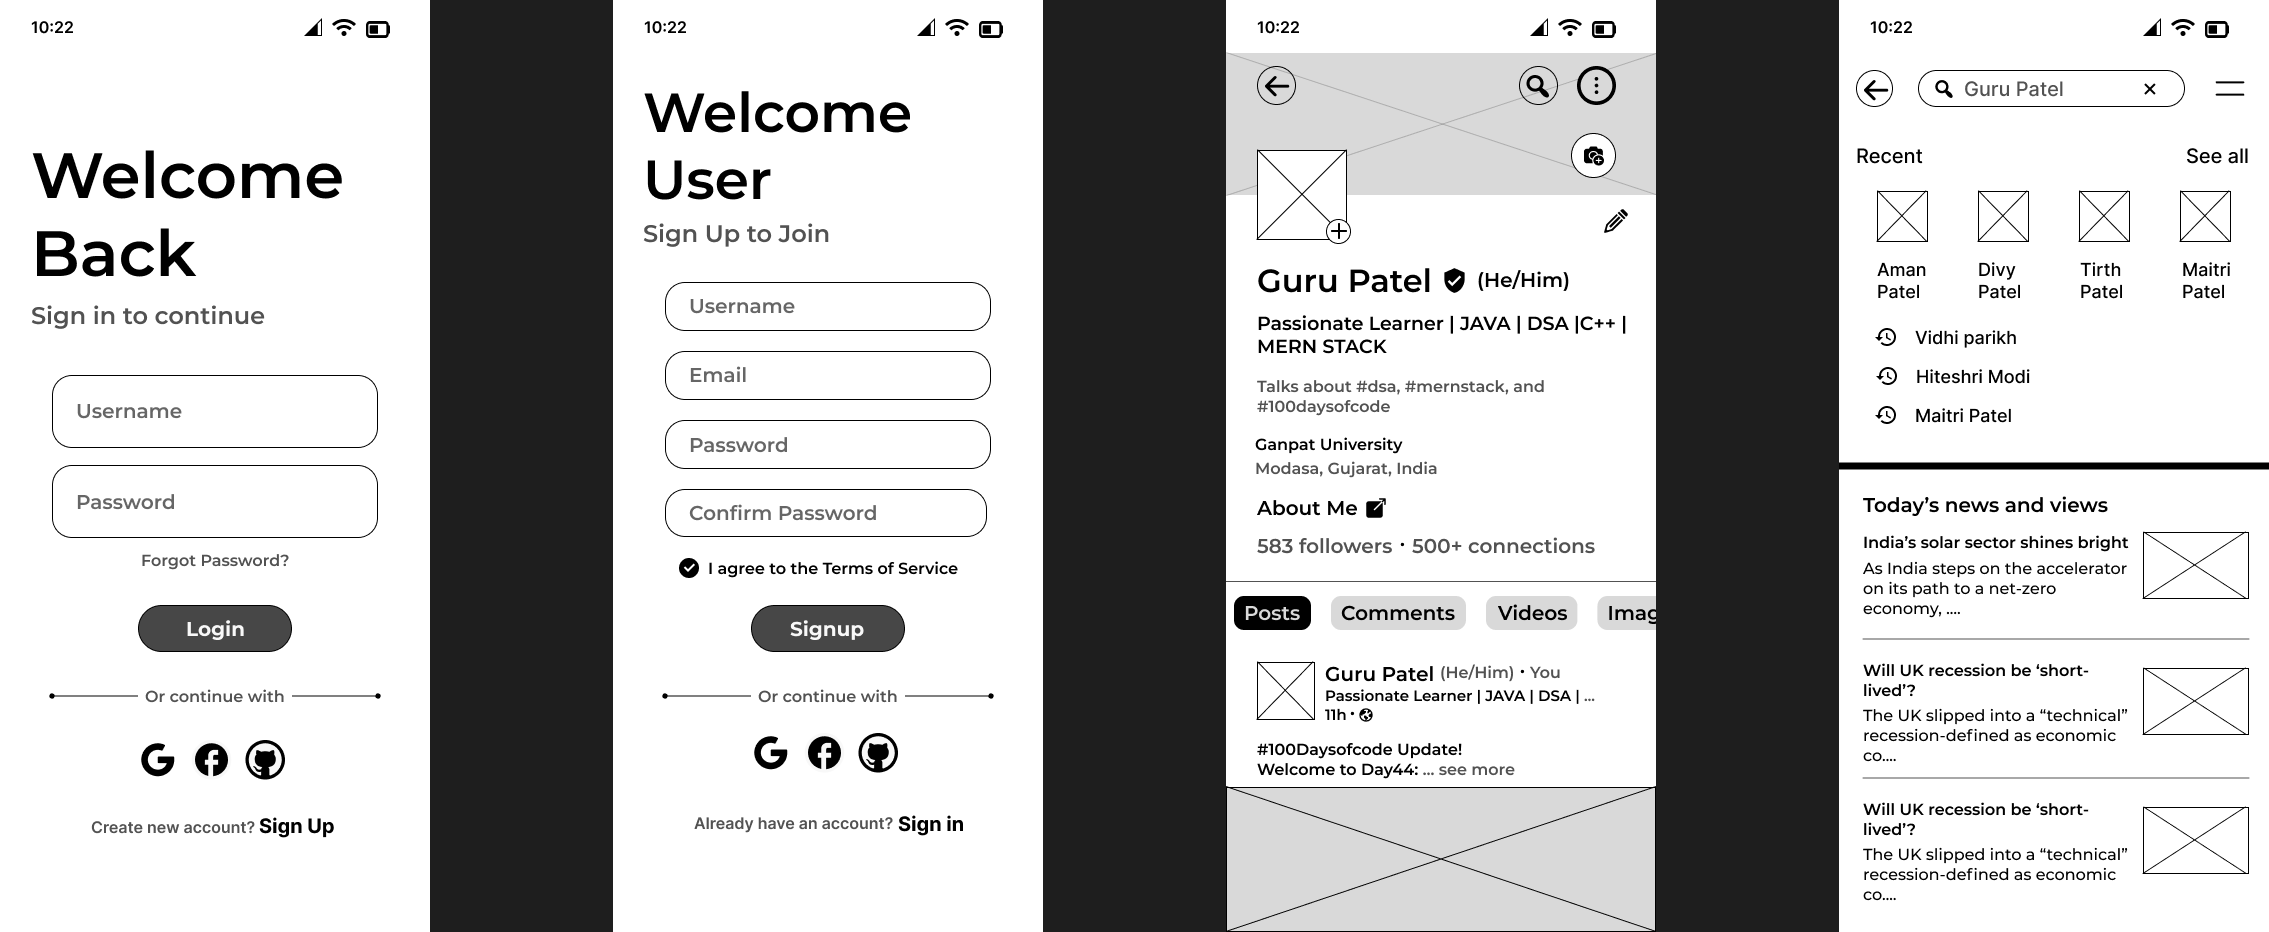 10:22
Welcome
Back
Sign in to continue
Username
Password
Forgot Password?
Login
Or continue with
Create new account? Sign Up
10:22
Welcome
User
Sign Up to Join
Username
Email
Password
Confirm Password
I agree to the Terms of Service
Signup
Or continue with
Already have an account? Sign in
10:22
Guru Patel (He/Him)
Passionate Learner | JAVA | DSA |C++ |
MERN STACK
Talks about #dsa, #mernstack, and
#100daysofcode
Ganpat University
Modasa, Gujarat, India
About Me
583 followers · 500+ connections
Posts Comments Videos Imag
Guru Patel (He/Him) · You
Passionate Learner | JAVA | DSA | ...
11h ·
#100Daysofcode Update!
Welcome to Day44: ... see more
10:22
Guru Patel
Recent See all
Aman Patel
Divy Patel
Tirth Patel
Maitri Patel
Vidhi parikh
Hiteshri Modi
Maitri Patel
Today’s news and views
India’s solar sector shines bright
As India steps on the accelerator
on its path to a net-zero
economy, ....
Will UK recession be ‘short-
lived’?
The UK slipped into a “technical”
recession-defined as economic
co....
Will UK recession be ‘short-
lived’?
The UK slipped into a “technical”
recession-defined as economic
co....